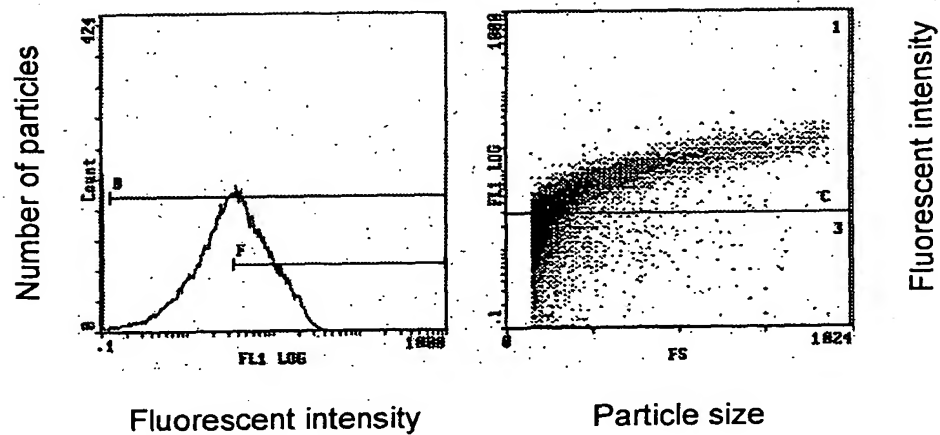 Number of particles
424
Count
0
B
F
.1
1000
FL1 LOG
Fluorescent intensity
1000
FL1 LOG
.1
1
C
3
0
1024
FS
Particle size
Fluorescent intensity